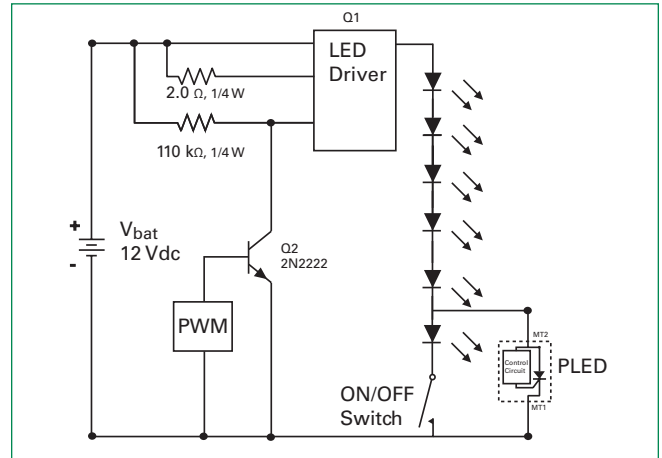 Q1
LED
Driver
2.0 Ω, 1/4 W
110 kΩ, 1/4 W
+
Vbat
12 Vdc
-
Q2
2N2222
PWM
MT2
Control
Circuit
PLED
MT1
ON/OFF
Switch